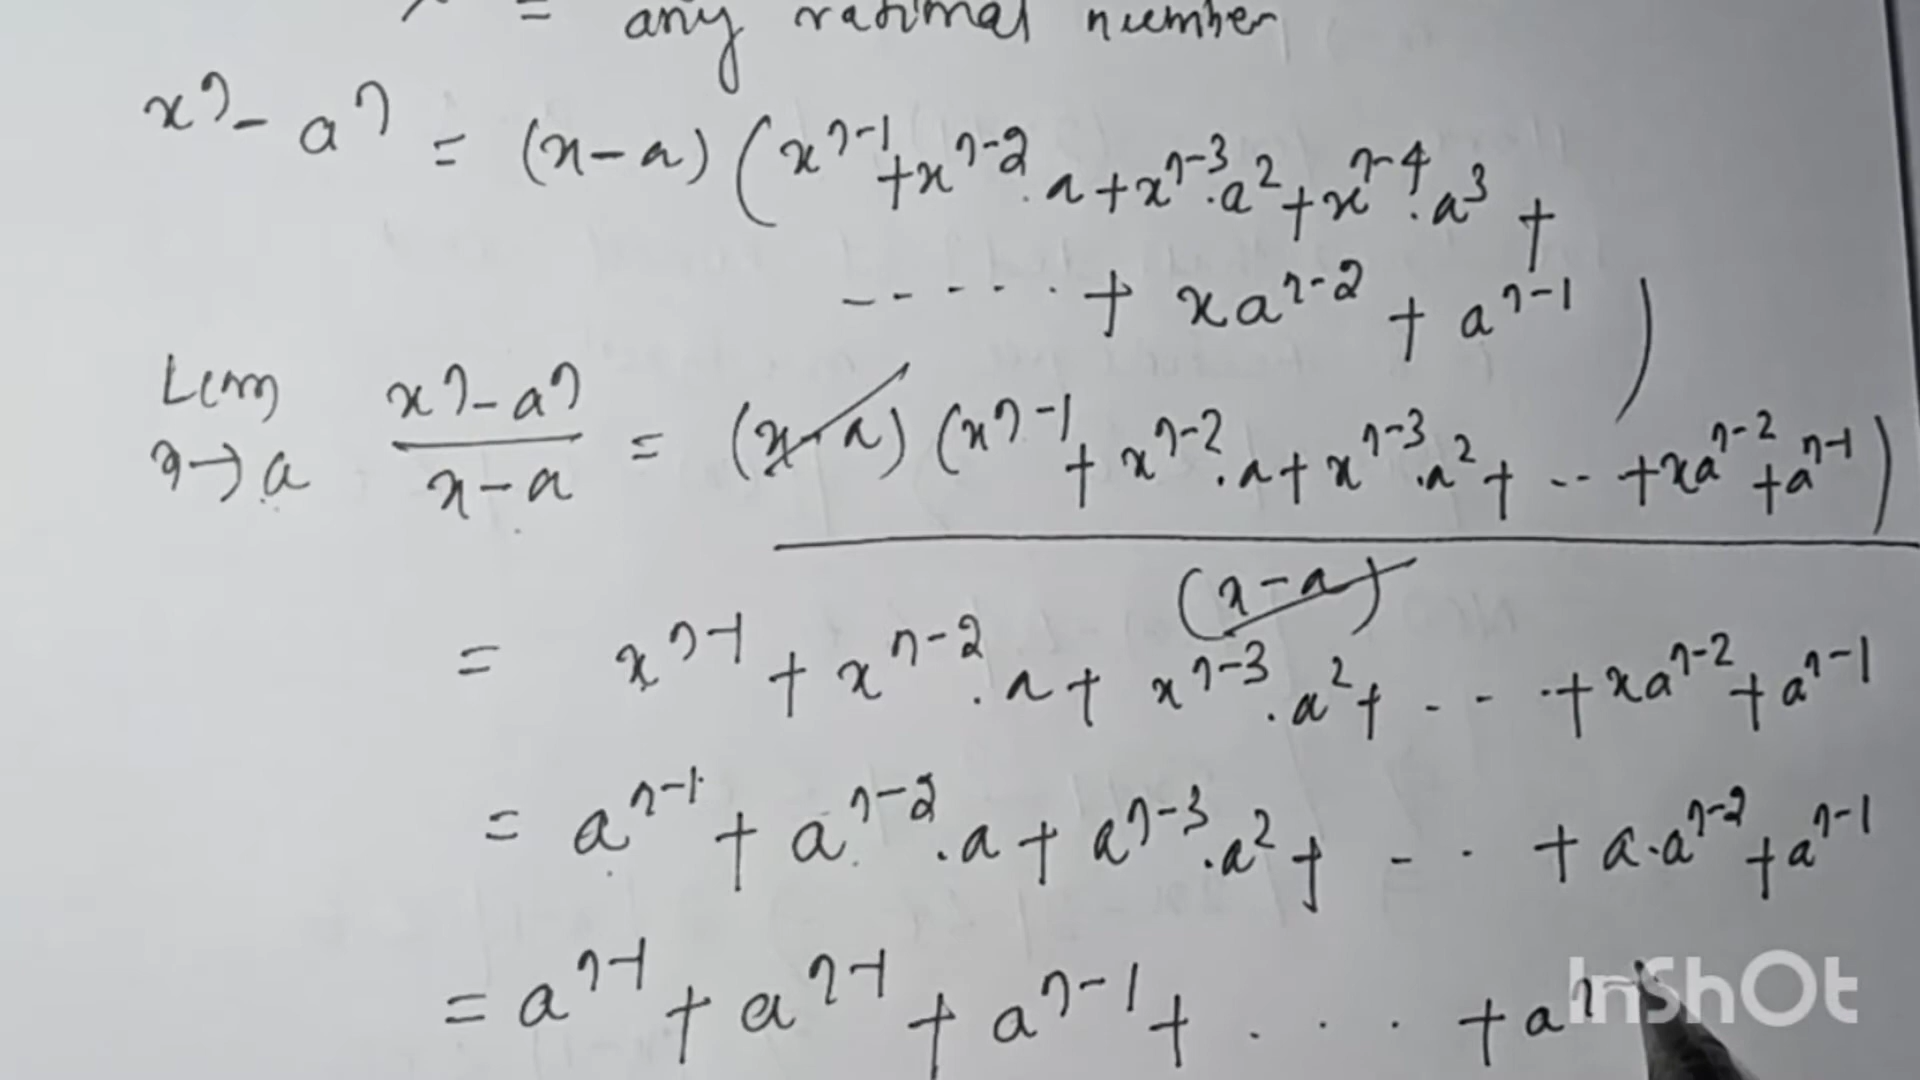 = any rational number
xⁿ - aⁿ = (x-a) (xⁿ⁻¹ + xⁿ⁻² . a + xⁿ⁻³ . a² + xⁿ⁻⁴ . a³ +
- - - - - + x aⁿ⁻² + aⁿ⁻¹ )
Lim x→a (xⁿ - aⁿ)/(x-a) = (x-a) (xⁿ⁻¹ + xⁿ⁻² . a + xⁿ⁻³ . a² + -- + xaⁿ⁻² + aⁿ⁻¹) / (x-a)
= xⁿ⁻¹ + xⁿ⁻² . a + xⁿ⁻³ . a² + - - . + xaⁿ⁻² + aⁿ⁻¹
= aⁿ⁻¹ + aⁿ⁻² . a + aⁿ⁻³ . a² + - . + a.aⁿ⁻² + aⁿ⁻¹
= aⁿ⁻¹ + aⁿ⁻¹ + aⁿ⁻¹ + . . . + aⁿ
InShOt